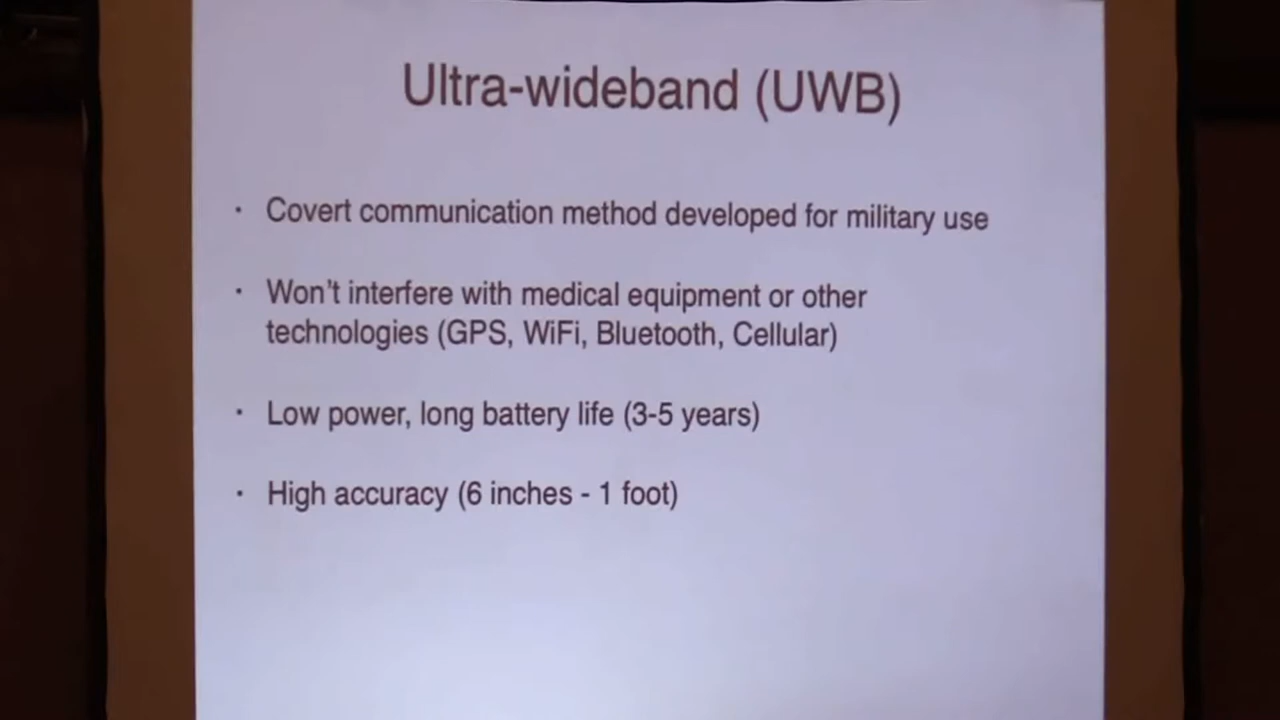 Ultra-wideband (UWB)
· Covert communication method developed for military use
· Won't interfere with medical equipment or other
technologies (GPS, WiFi, Bluetooth, Cellular)
· Low power, long battery life (3-5 years)
· High accuracy (6 inches - 1 foot)